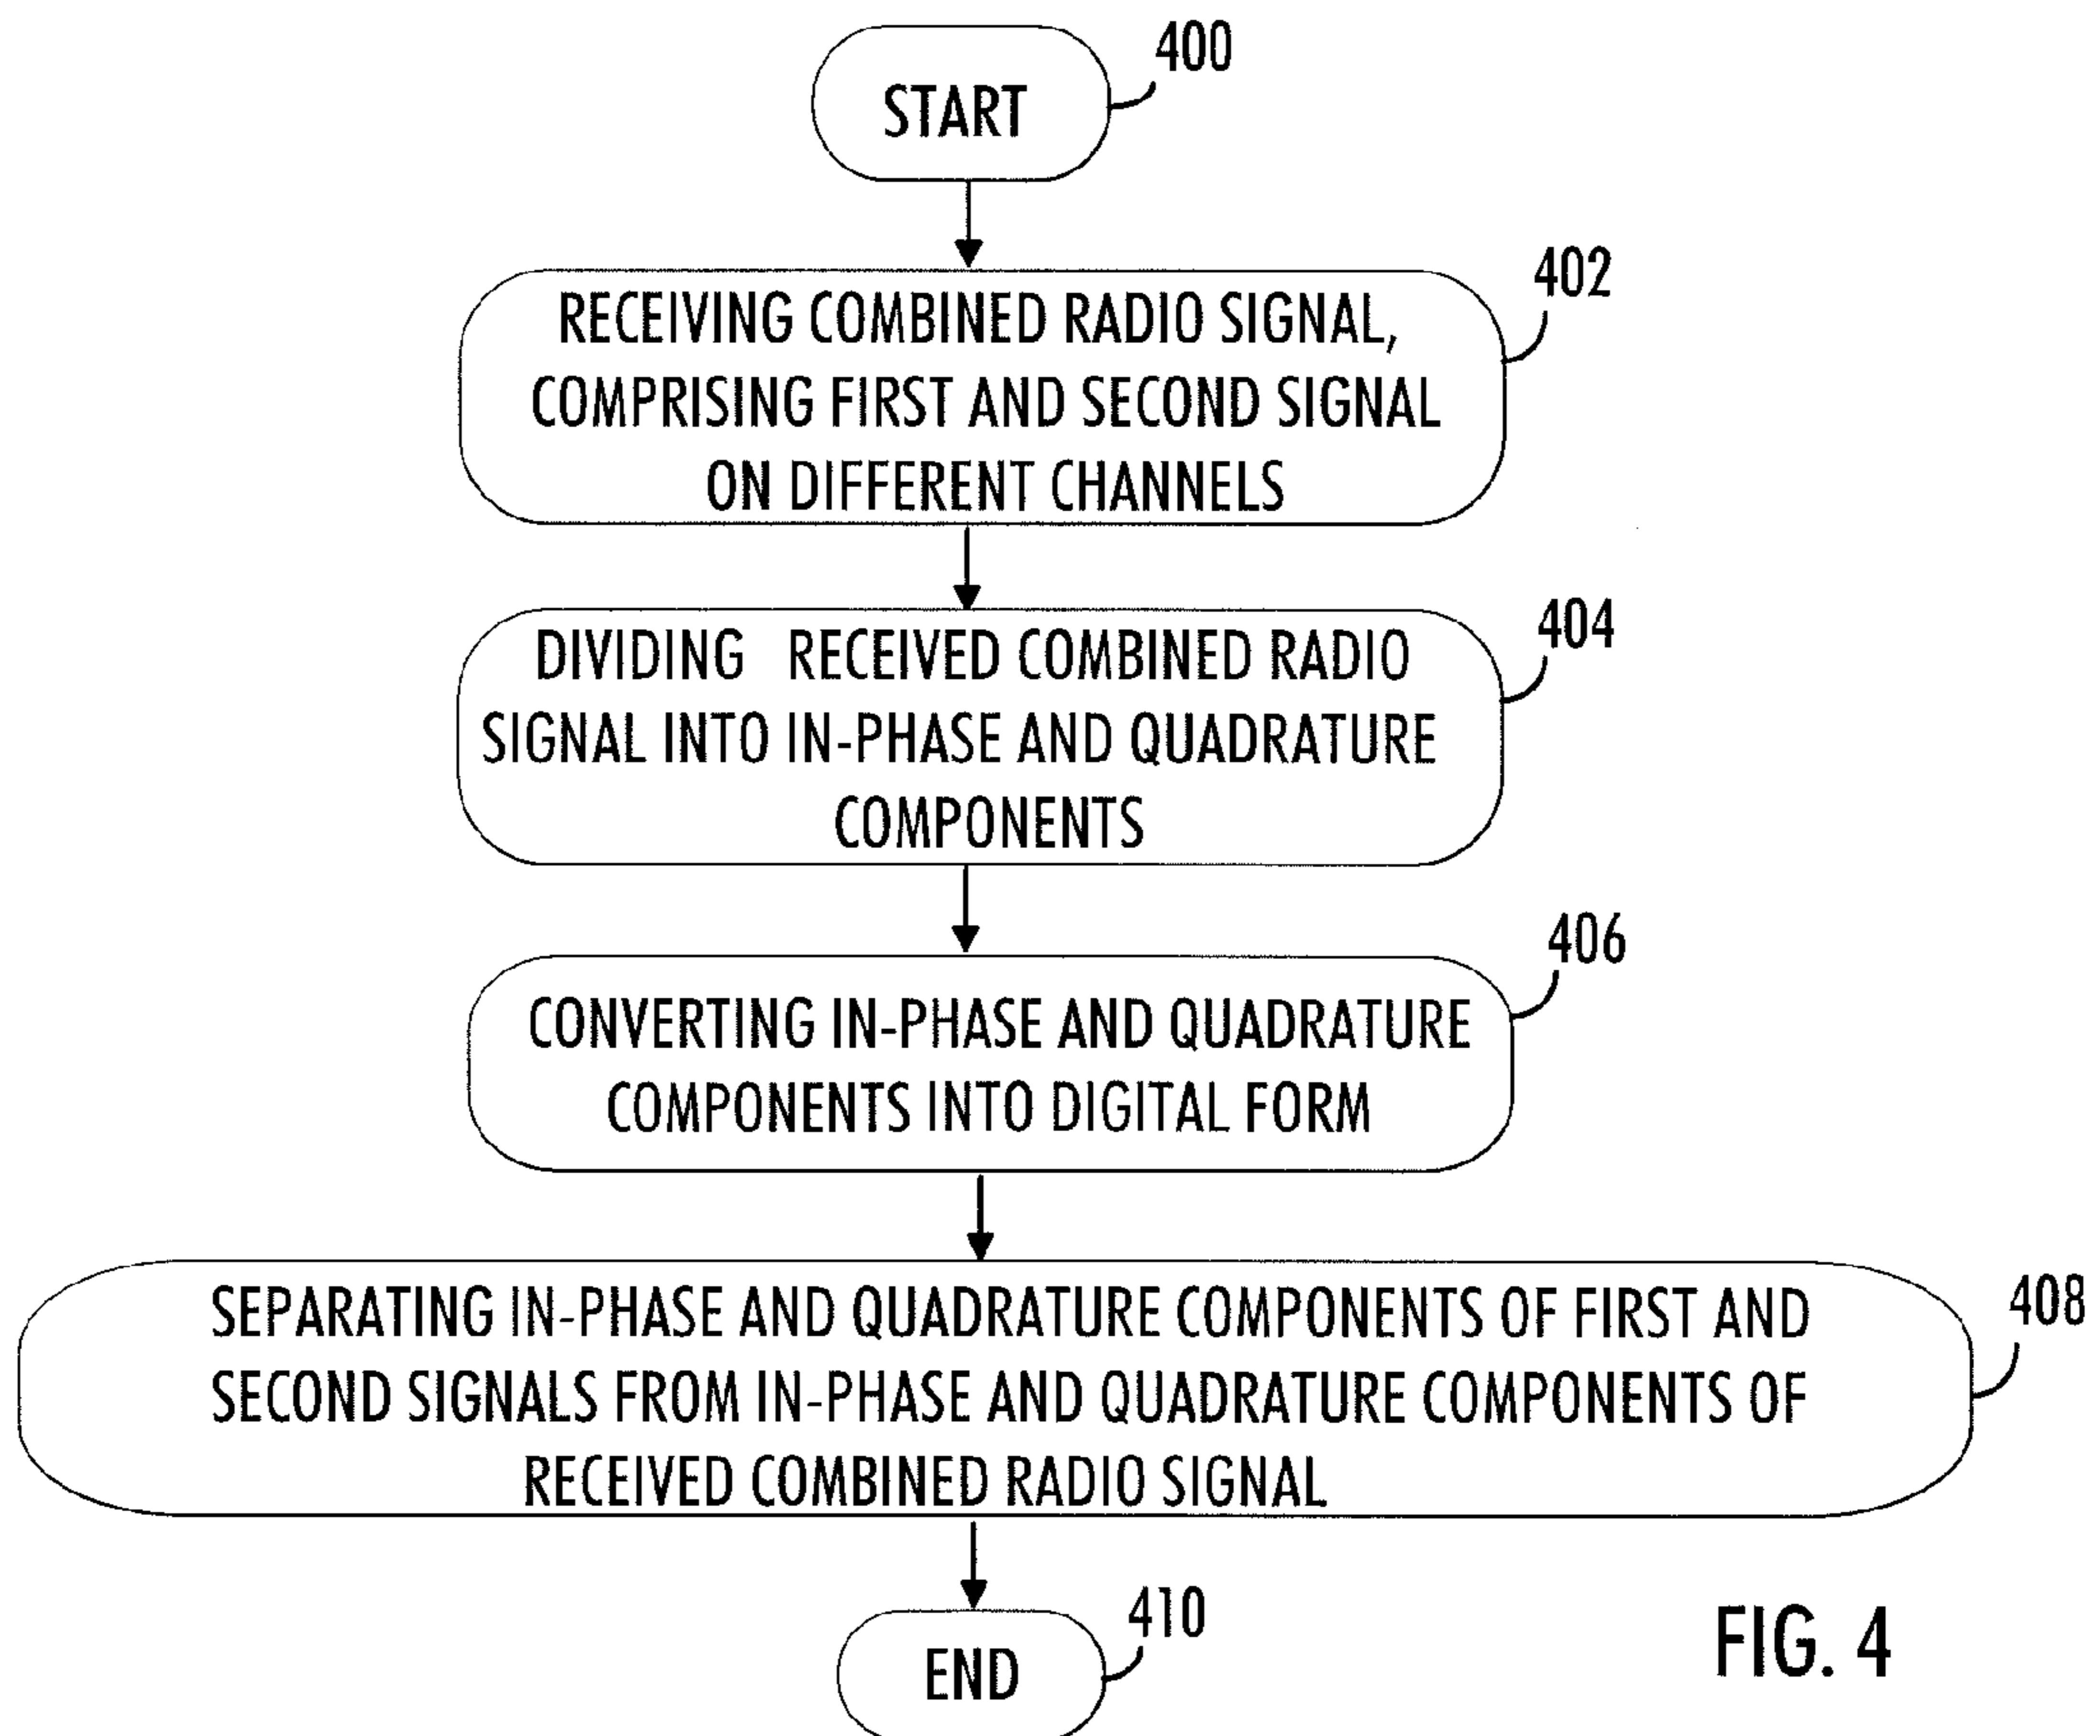 400
START
402
RECEIVING COMBINED RADIO SIGNAL,
COMPRISING FIRST AND SECOND SIGNAL
ON DIFFERENT CHANNELS
404
DIVIDING RECEIVED COMBINED RADIO
SIGNAL INTO IN-PHASE AND QUADRATURE
COMPONENTS
406
CONVERTING IN-PHASE AND QUADRATURE
COMPONENTS INTO DIGITAL FORM
408
SEPARATING IN-PHASE AND QUADRATURE COMPONENTS OF FIRST AND
SECOND SIGNALS FROM IN-PHASE AND QUADRATURE COMPONENTS OF
RECEIVED COMBINED RADIO SIGNAL
410
END
FIG. 4